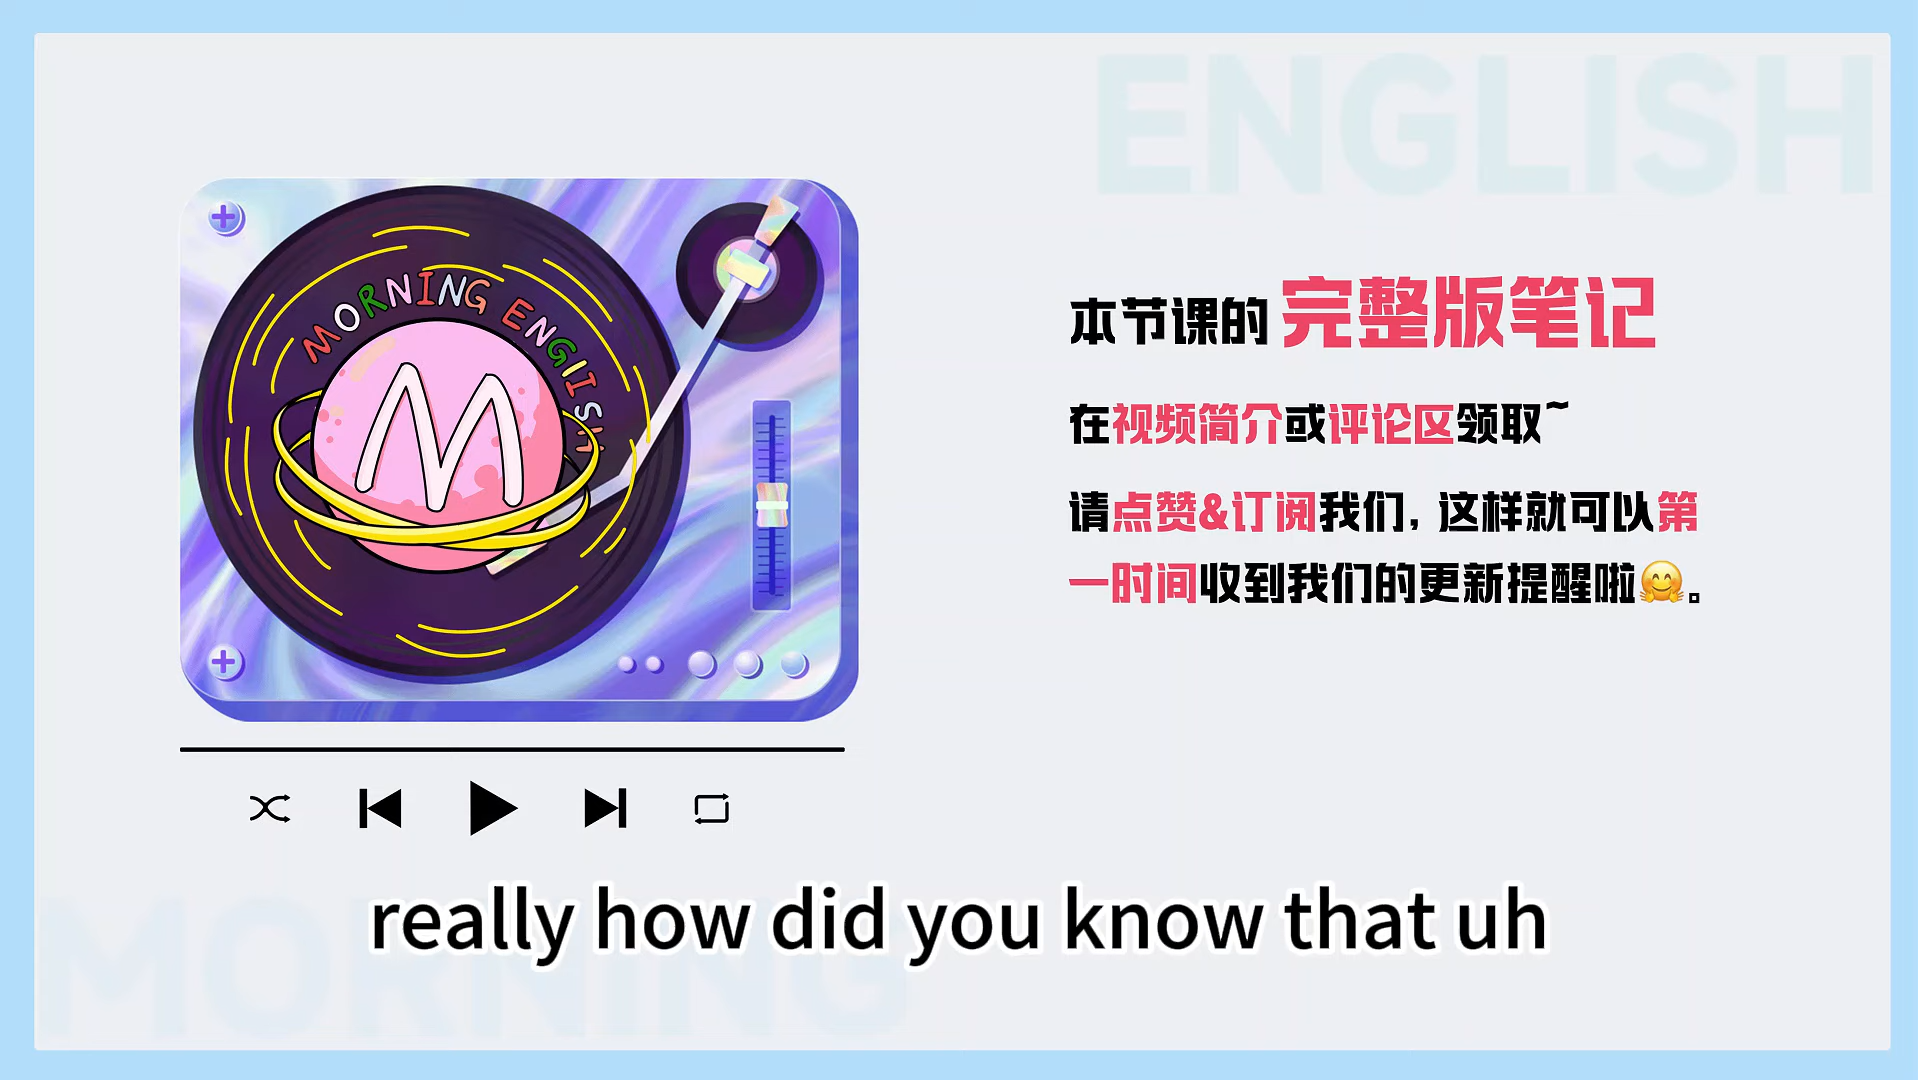 ENGLISH
MORNING ENGLISH
M
本节课的 完整版笔记
在视频简介或评论区领取~
请点赞&订阅我们, 这样就可以第
一时间收到我们的更新提醒啦🤗。
MORNING
really how did you know that uh